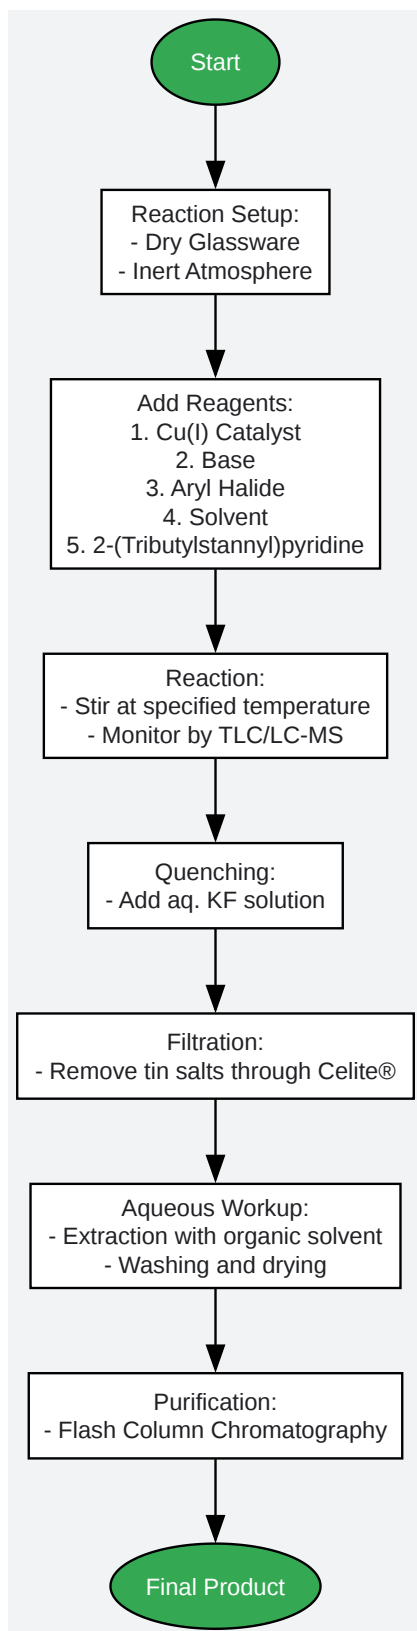 Start
Reaction Setup:
- Dry Glassware
- Inert Atmosphere
Add Reagents:
1. Cu(I) Catalyst
2. Base
3. Aryl Halide
4. Solvent
5. 2-(Tributylstannyl)pyridine
Reaction:
- Stir at specified temperature
- Monitor by TLC/LC-MS
Quenching:
- Add aq. KF solution
Filtration:
- Remove tin salts through Celite®
Aqueous Workup:
- Extraction with organic solvent
- Washing and drying
Purification:
- Flash Column Chromatography
Final Product